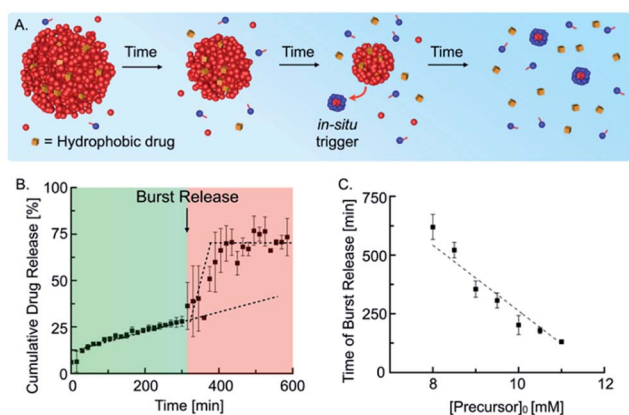 A.
Time
Time
Time
in-situ
trigger
= Hydrophobic drug
B.
Burst Release
Cumulative Drug Release [%]
100
75
50
25
0
0
200
400
600
Time [min]
C.
Time of Burst Release [min]
750
500
250
0
8
10
12
[Precursor]₀ [mM]